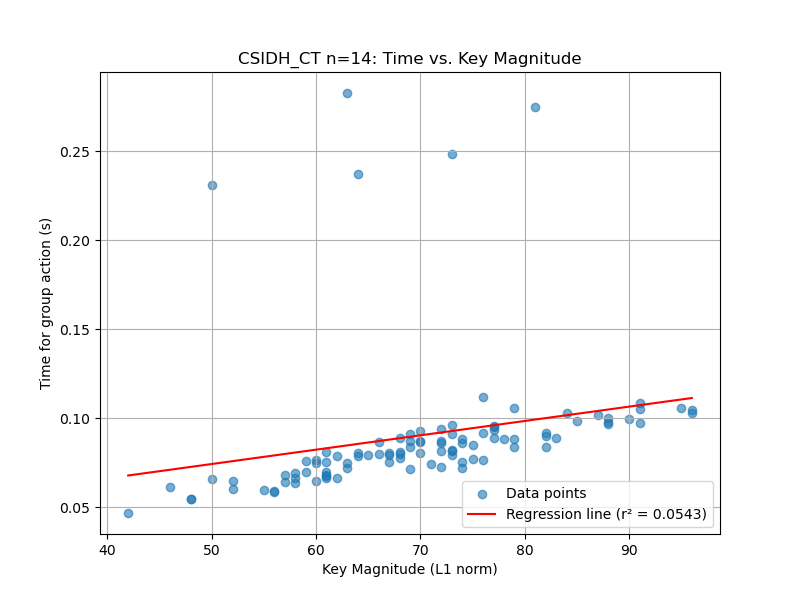 CSIDH_CT n=14: Time vs. Key Magnitude
Time for group action (s)
0.25
0.20
0.15
0.10
0.05
40 50 60 70 80 90
Key Magnitude (L1 norm)
Data points
Regression line (r² = 0.0543)